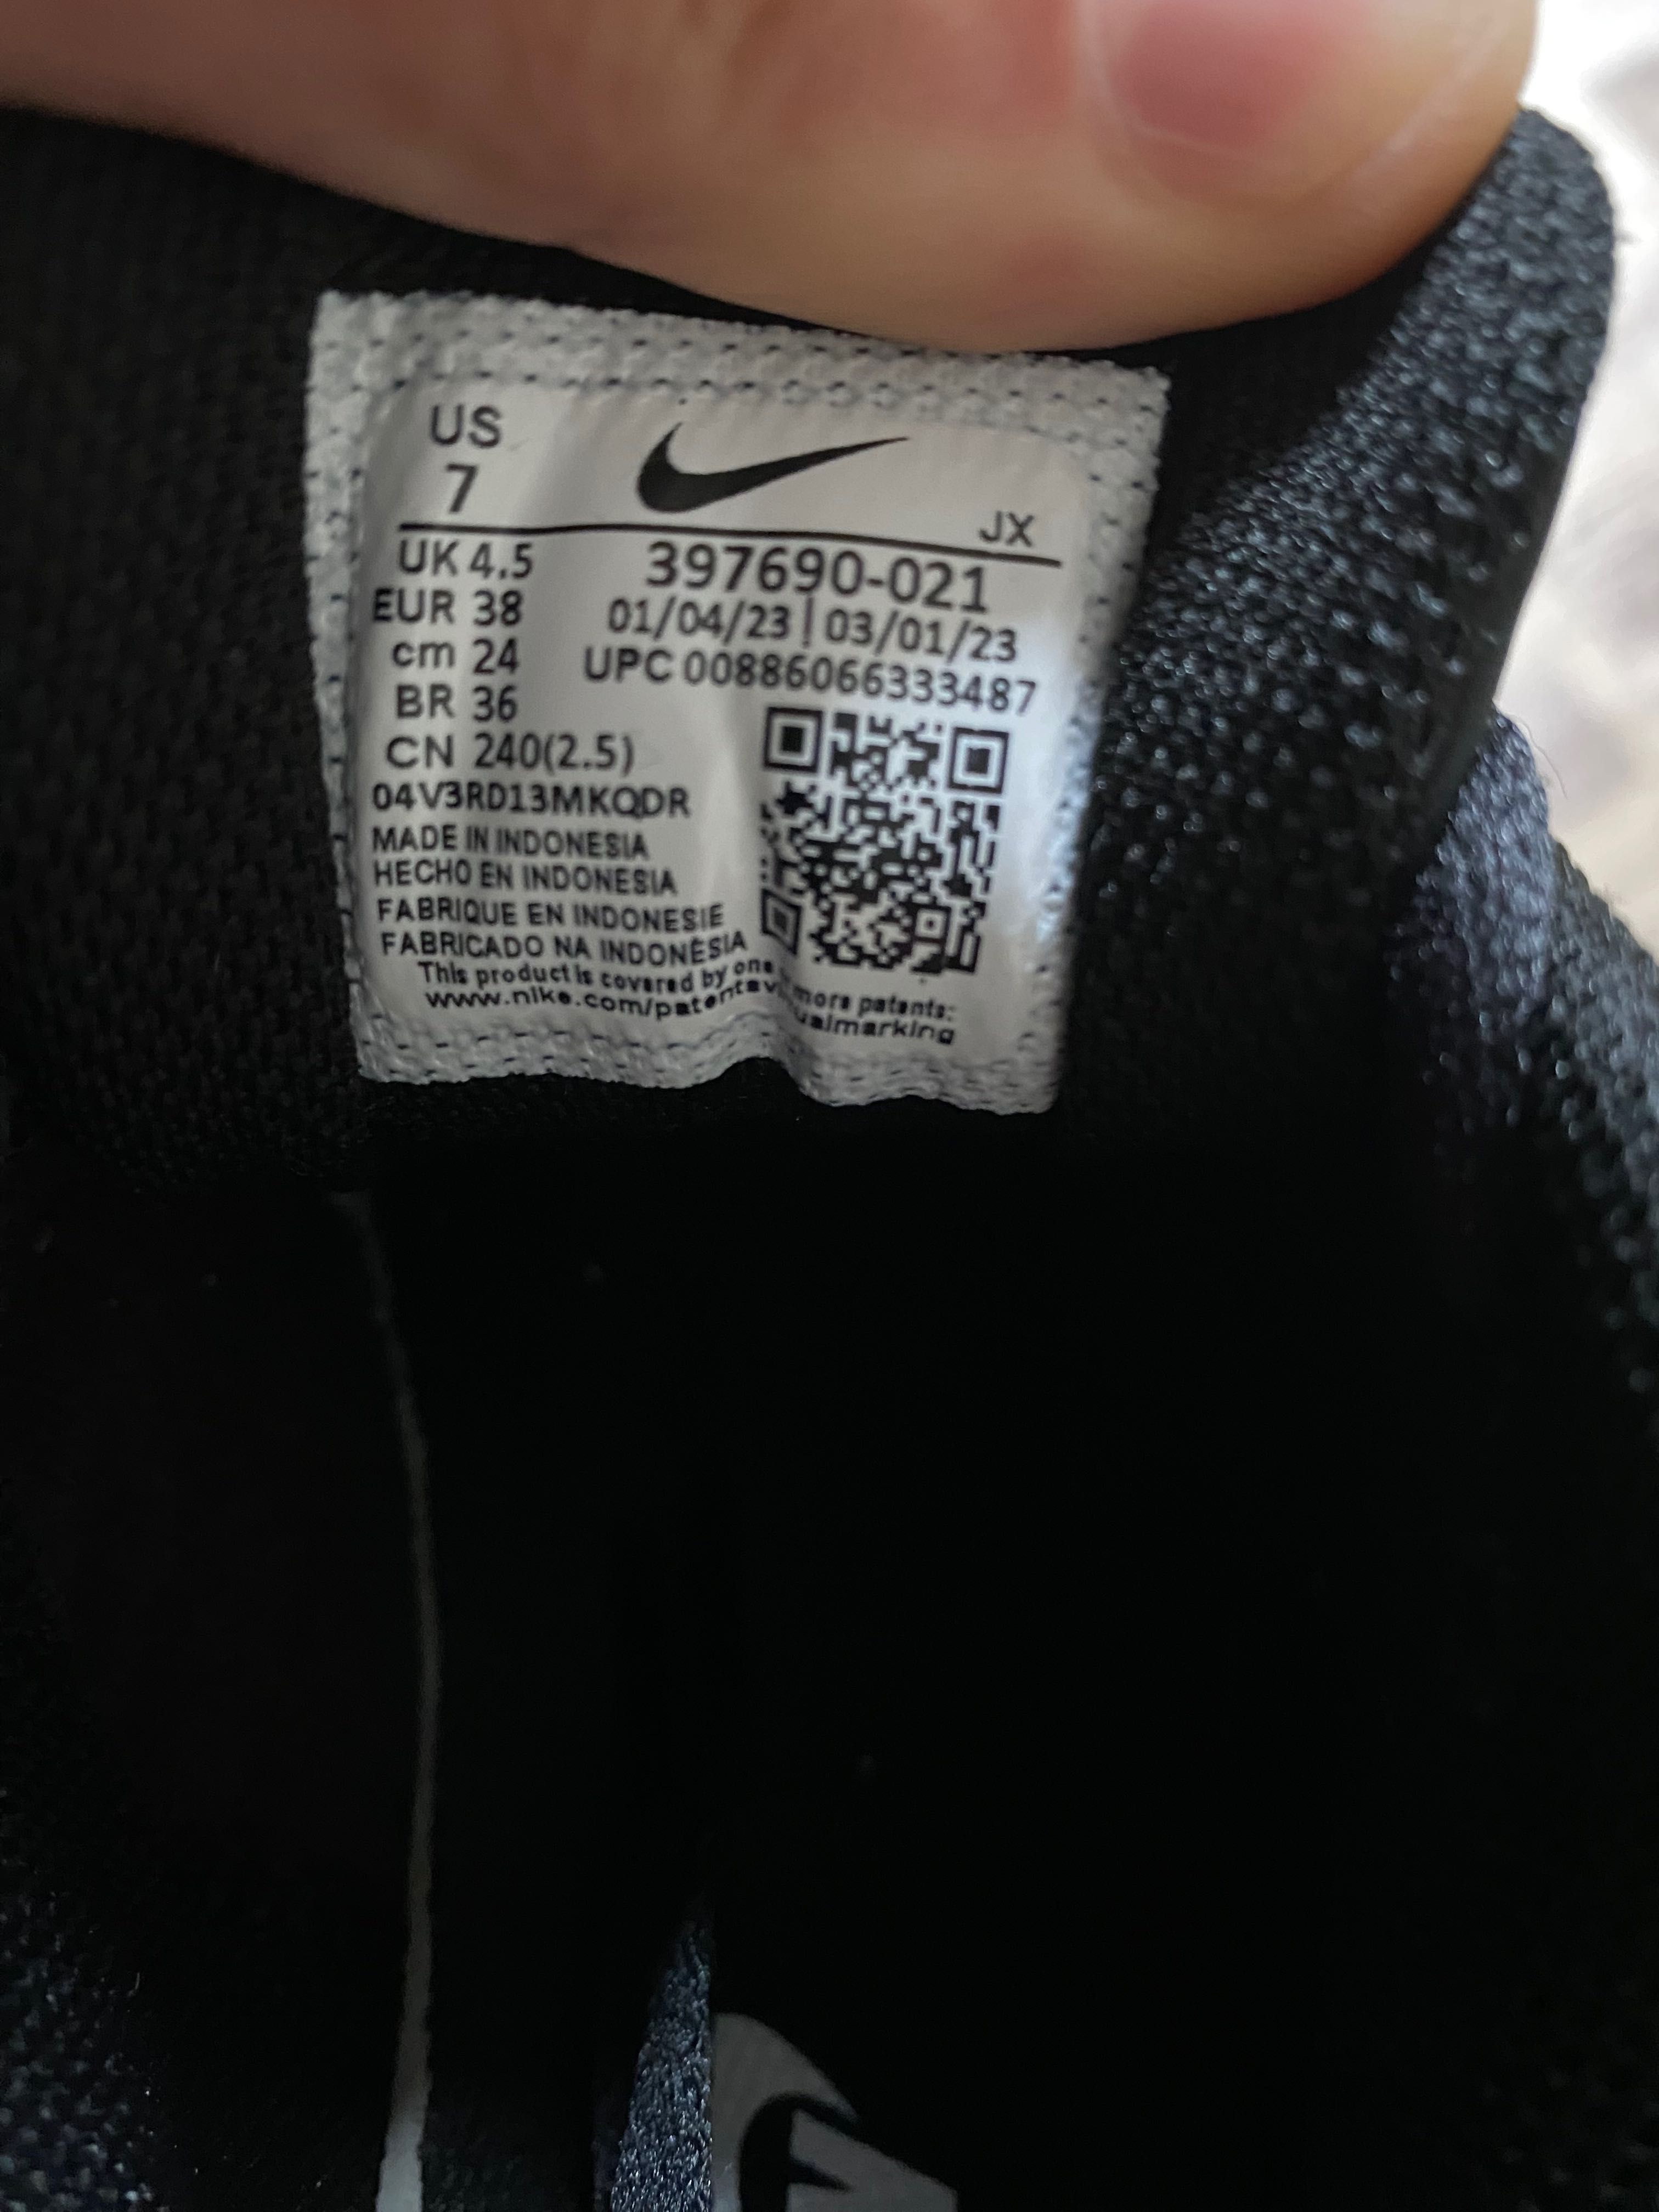 US
7
JX
UK 4.5
EUR 38
cm 24
BR 36
CN 240(2.5)
397690-021
01/04/23 | 03/01/23
UPC 00886066333487
04V3RD13MKQDR
MADE IN INDONESIA
HECHO EN INDONESIA
FABRIQUE EN INDONESIE
FABRICADO NA INDONÉSIA
This product is covered by one more patents:
www.nike.com/patents